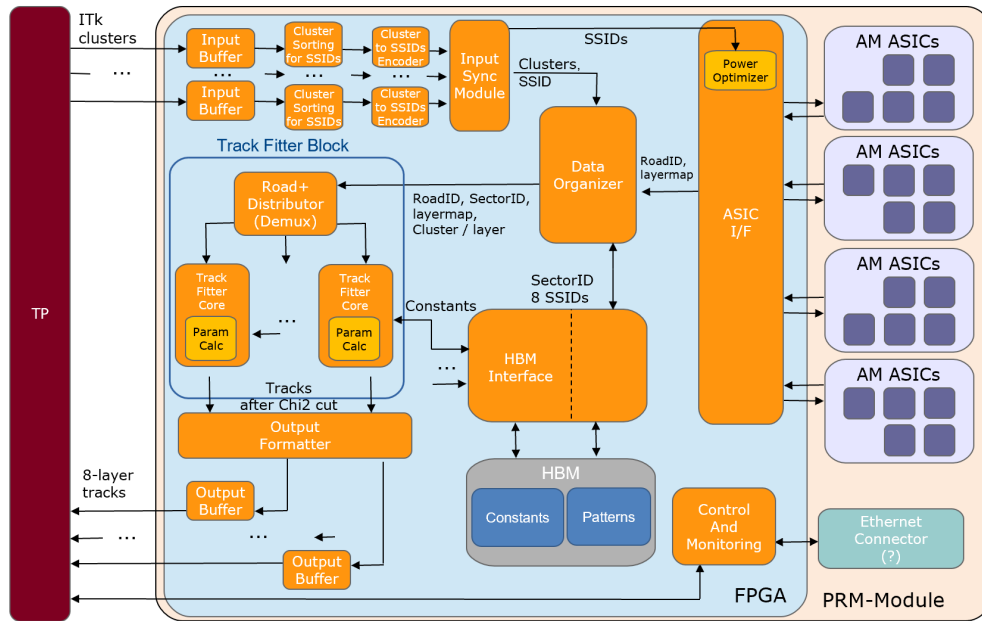 ITk
clusters
...
TP
Input
Buffer
Cluster
Sorting
for SSIDs
Cluster
to SSIDs
Encoder
...
...
...
Input
Buffer
Cluster
Sorting
for SSIDs
Cluster
to SSIDs
Encoder
Input
Sync
Module
SSIDs
Clusters,
SSID
Power
Optimizer
ASIC
I/F
AM ASICs
AM ASICs
AM ASICs
AM ASICs
Track Fitter Block
Road+
Distributor
(Demux)
Data
Organizer
RoadID,
layermap
RoadID, SectorID,
layermap,
Cluster / layer
...
Track
Fitter
Core
Param
Calc
...
Track
Fitter
Core
Param
Calc
Constants
...
SectorID
8 SSIDs
HBM
Interface
Tracks
after Chi2 cut
Output
Formatter
HBM
Constants
Patterns
8-layer
tracks
Output
Buffer
...
...
Output
Buffer
Control
And
Monitoring
Ethernet
Connector
(?)
FPGA
PRM-Module